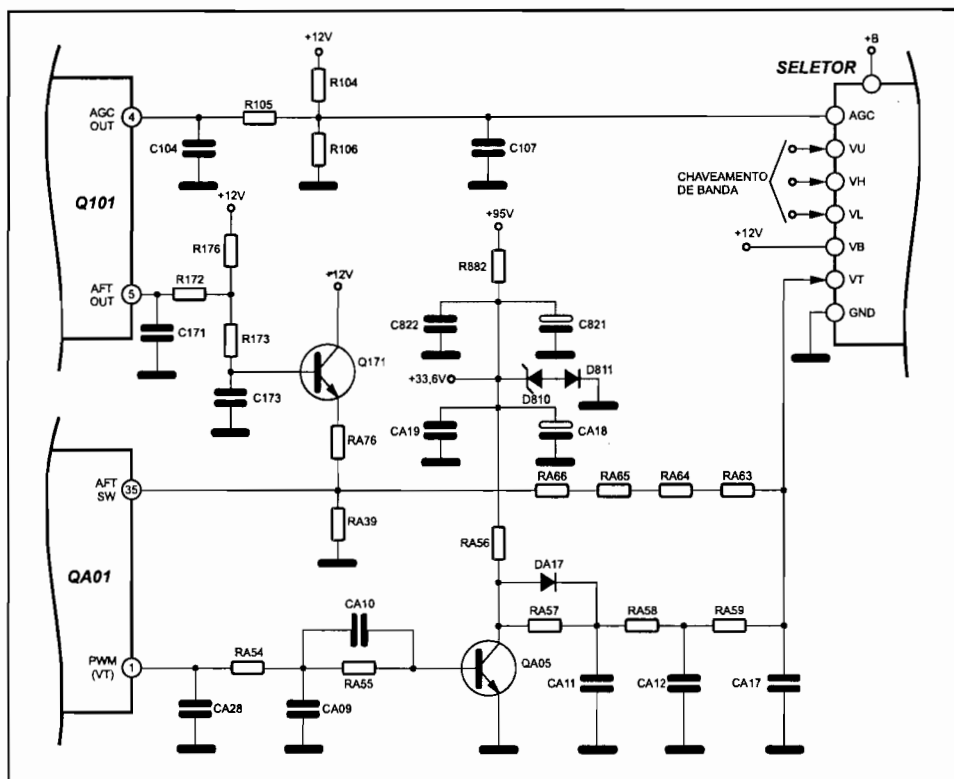 +12V
+B
SELETOR
R104
AGC OUT
4
R105
AGC
C104
R106
C107
VU
CHAVEAMENTO
DE BANDA
VH
Q101
+12V
+95V
VL
+12V
VB
R176
R882
+12V
AFT OUT
5
R172
VT
C171
R173
C822
C821
GND
Q171
+33,6V
D811
D810
C173
CA19
CA18
RA76
AFT SW
35
RA66
RA65
RA64
RA63
RA39
RA56
QA01
DA17
CA10
RA57
RA58
RA59
PWM
(VT)
1
RA54
RA55
QA05
CA28
CA09
CA11
CA12
CA17